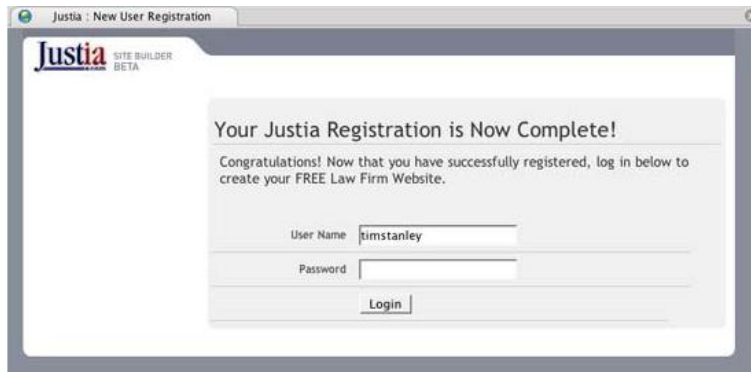 Justia : New User Registration
Justia SITE BUILDER
BETA
Your Justia Registration is Now Complete!
Congratulations! Now that you have successfully registered, log in below to
create your FREE Law Firm Website.
User Name timstanley
Password
Login